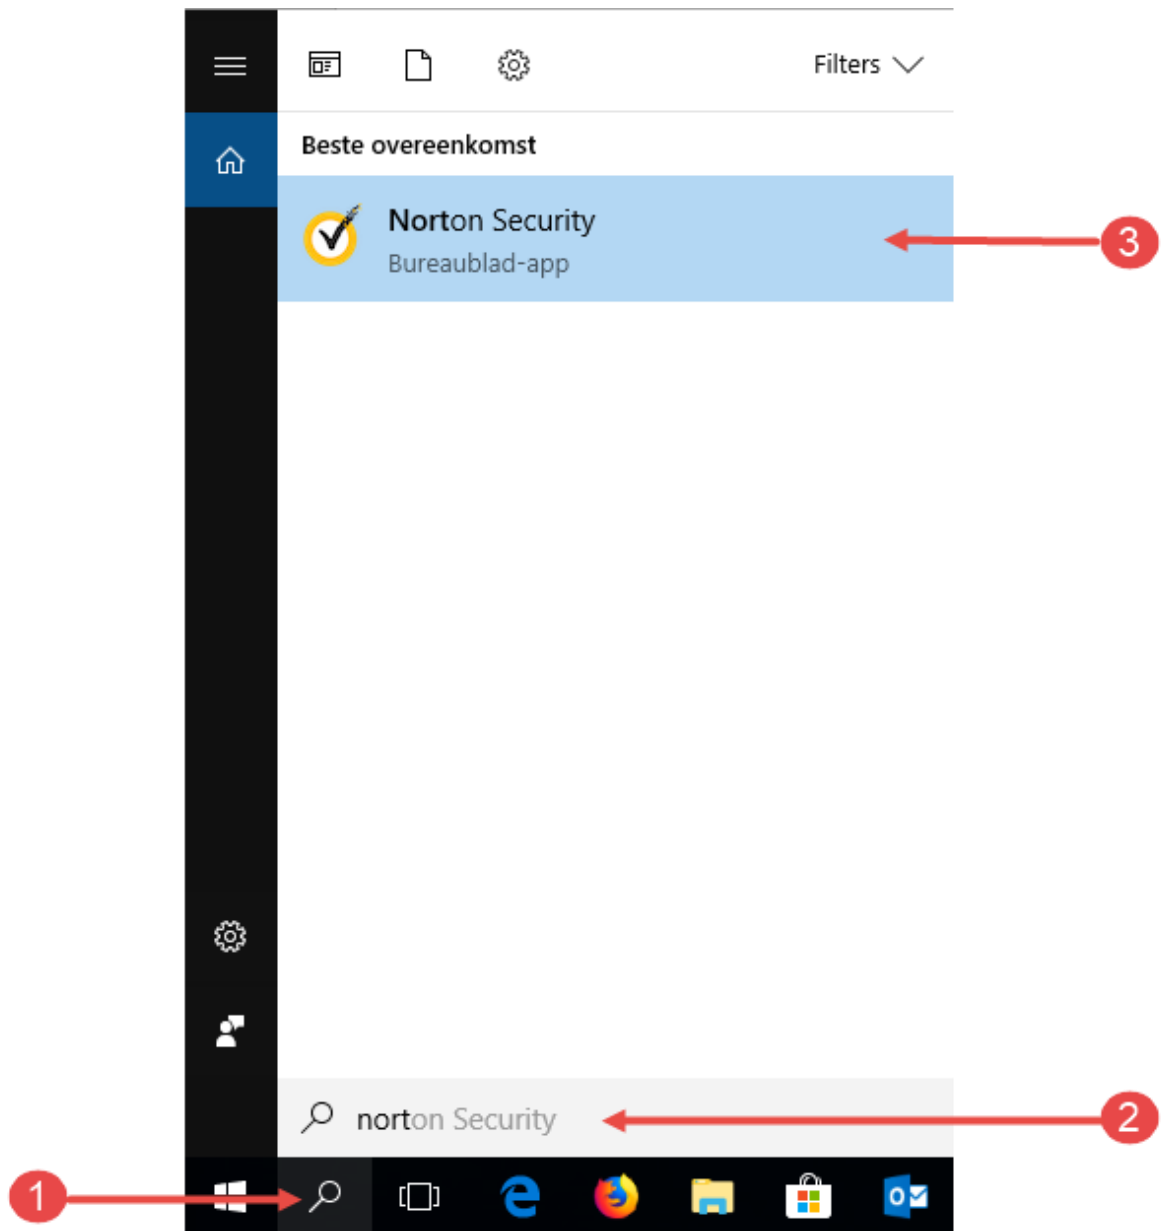 Filters
Beste overeenkomst
Norton Security
Bureaublad-app
3
norton Security
2
1